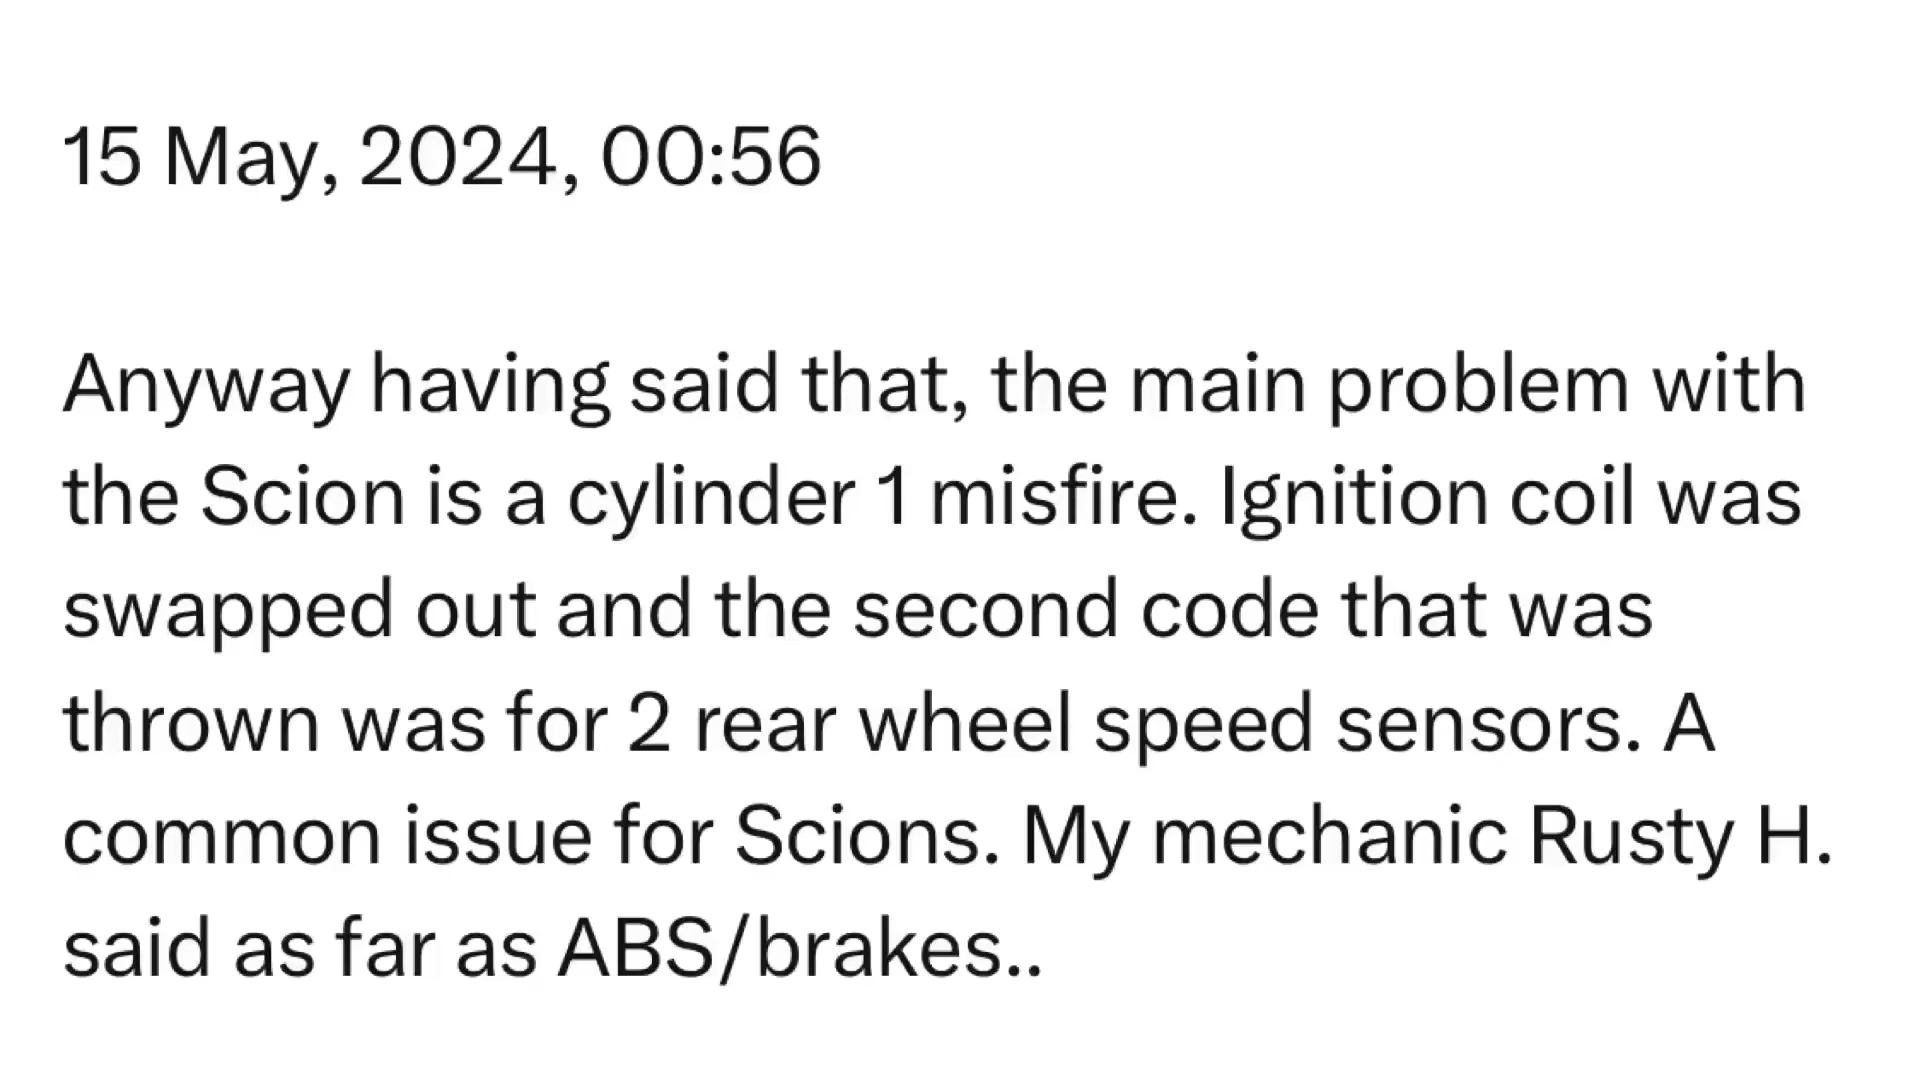 15 May, 2024, 00:56
Anyway having said that, the main problem with
the Scion is a cylinder 1 misfire. Ignition coil was
swapped out and the second code that was
thrown was for 2 rear wheel speed sensors. A
common issue for Scions. My mechanic Rusty H.
said as far as ABS/brakes..